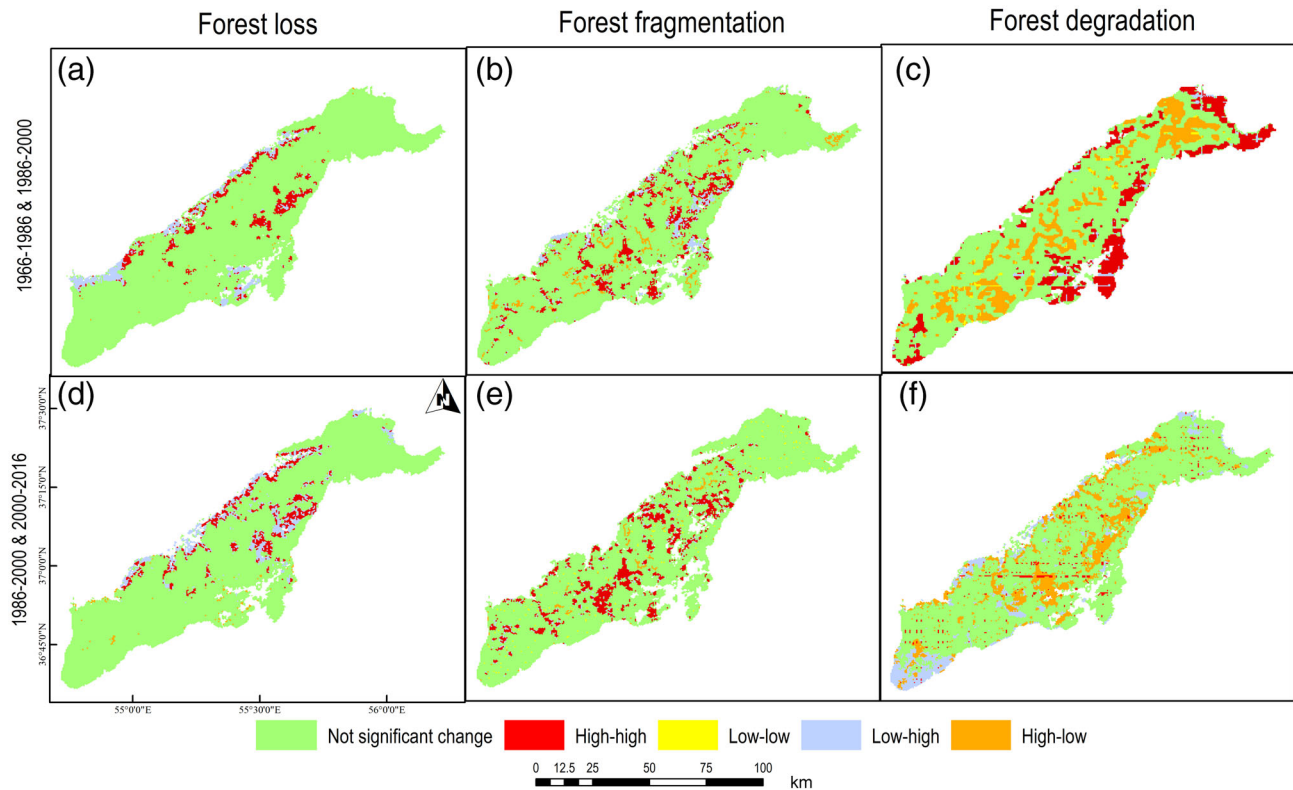 Forest loss
Forest fragmentation
Forest degradation
1966-1986 & 1986-2000
(a)
(b)
(c)
1986-2000 & 2000-2016
(d)
N
(e)
(f)
37°30'0"N
37°15'0"N
37°0'0"N
36°45'0"N
55°0'0"E
55°30'0"E
56°0'0"E
Not significant change
High-high
Low-low
Low-high
High-low
0 12.5 25 50 75 100
km